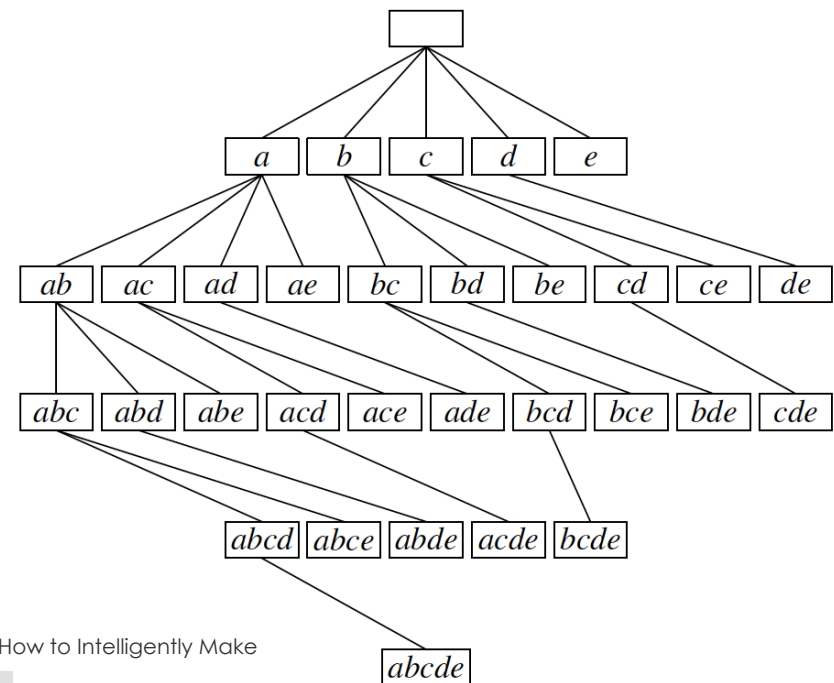 a b c d e
ab ac ad ae bc bd be cd ce de
abc abd abe acd ace ade bcd bce bde cde
abcd abce abde acde bcde
How to Intelligently Make
abcde